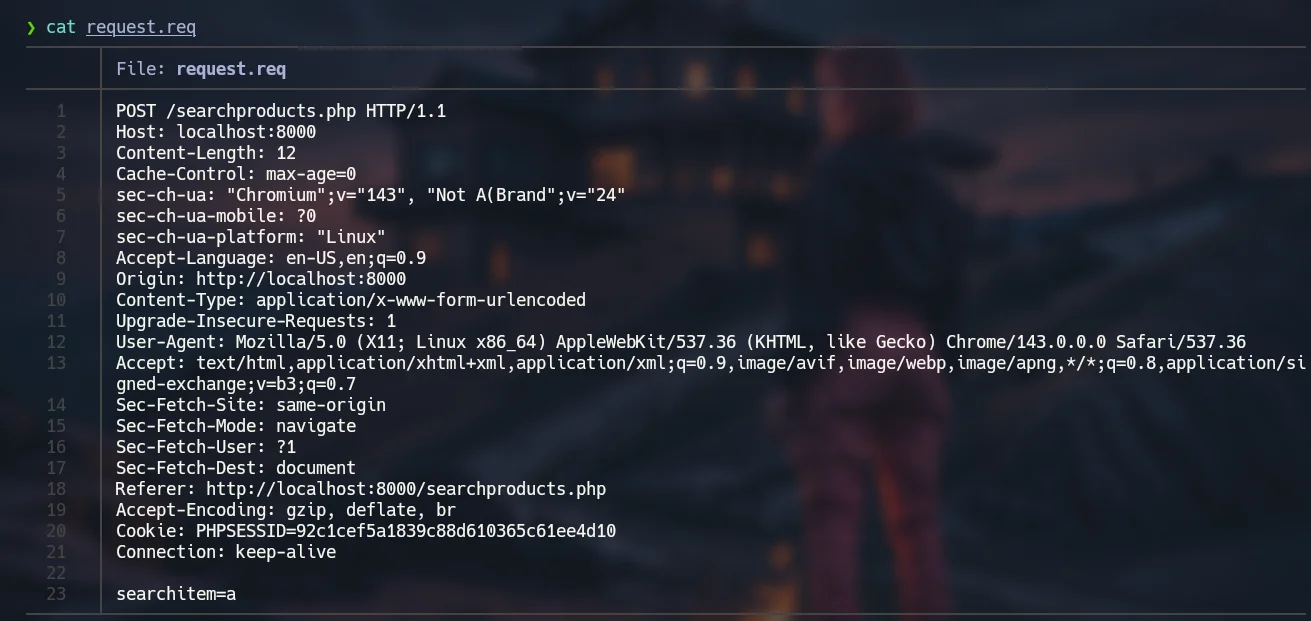 ❯ cat request.req
File: request.req
1 POST /searchproducts.php HTTP/1.1
2 Host: localhost:8000
3 Content-Length: 12
4 Cache-Control: max-age=0
5 sec-ch-ua: "Chromium";v="143", "Not A(Brand";v="24"
6 sec-ch-ua-mobile: ?0
7 sec-ch-ua-platform: "Linux"
8 Accept-Language: en-US,en;q=0.9
9 Origin: http://localhost:8000
10 Content-Type: application/x-www-form-urlencoded
11 Upgrade-Insecure-Requests: 1
12 User-Agent: Mozilla/5.0 (X11; Linux x86_64) AppleWebKit/537.36 (KHTML, like Gecko) Chrome/143.0.0.0 Safari/537.36
13 Accept: text/html,application/xhtml+xml,application/xml;q=0.9,image/avif,image/webp,image/apng,*/*;q=0.8,application/si
gned-exchange;v=b3;q=0.7
14 Sec-Fetch-Site: same-origin
15 Sec-Fetch-Mode: navigate
16 Sec-Fetch-User: ?1
17 Sec-Fetch-Dest: document
18 Referer: http://localhost:8000/searchproducts.php
19 Accept-Encoding: gzip, deflate, br
20 Cookie: PHPSESSID=92c1cef5a1839c88d610365c61ee4d10
21 Connection: keep-alive
22
23 searchitem=a